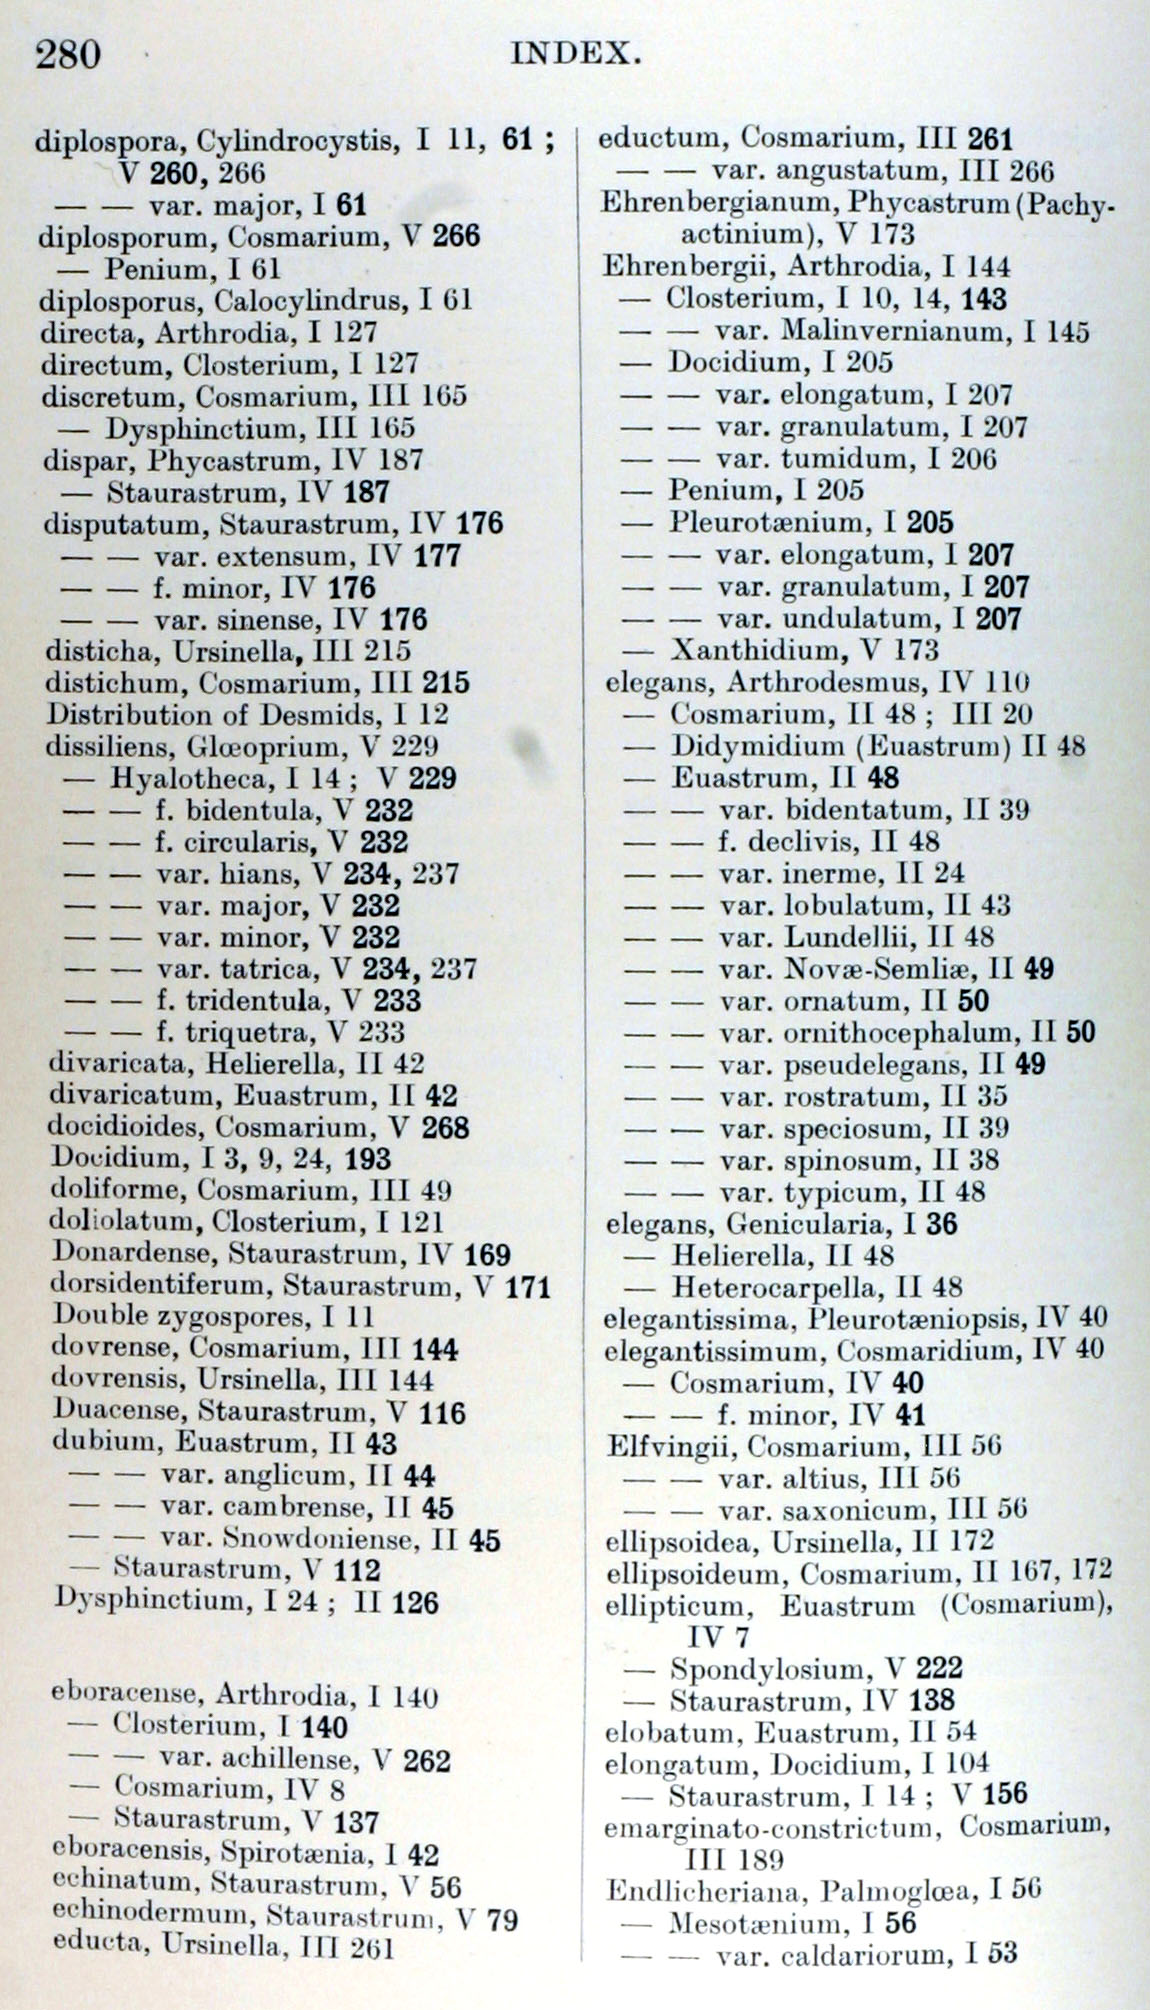 280
INDEX.
diplospora, Cylindrocystis, I 11, 61 ;
V 260, 266
— — var. major, I 61
diplosporum, Cosmarium, V 266
— Penium, I 61
diplosporus, Calocylindrus, I 61
directa, Arthrodia, I 127
directum, Closterium, I 127
discretum, Cosmarium, III 165
— Dysphinctium, III 165
dispar, Phycastrum, IV 187
— Staurastrum, IV 187
disputatum, Staurastrum, IV 176
— — var. extensum, IV 177
— — f. minor, IV 176
— — var. sinense, IV 176
disticha, Ursinella, III 215
distichum, Cosmarium, III 215
Distribution of Desmids, I 12
dissiliens, Glœoprium, V 229
— Hyalotheca, I 14 ; V 229
— — f. bidentula, V 232
— — f. circularis, V 232
— — var. hians, V 234, 237
— — var. major, V 232
— — var. minor, V 232
— — var. tatrica, V 234, 237
— — f. tridentula, V 233
— — f. triquetra, V 233
divaricata, Helierella, II 42
divaricatum, Euastrum, II 42
docidioides, Cosmarium, V 268
Docidium, I 3, 9, 24, 193
doliforme, Cosmarium, III 49
doliolatum, Closterium, I 121
Donardense, Staurastrum, IV 169
dorsidentiferum, Staurastrum, V 171
Double zygospores, I 11
dovrense, Cosmarium, III 144
dovrensis, Ursinella, III 144
Duacense, Staurastrum, V 116
dubium, Euastrum, II 43
— — var. anglicum, II 44
— — var. cambrense, II 45
— — var. Snowdoniense, II 45
— Staurastrum, V 112
Dysphinctium, I 24 ; II 126
eboracense, Arthrodia, I 140
— Closterium, I 140
— — var. achillense, V 262
— Cosmarium, IV 8
— Staurastrum, V 137
eboracensis, Spirotænia, I 42
echinatum, Staurastrum, V 56
echinodermum, Staurastrum, V 79
educta, Ursinella, III 261
eductum, Cosmarium, III 261
— — var. angustatum, III 266
Ehrenbergianum, Phycastrum (Pachy-
actinium), V 173
Ehrenbergii, Arthrodia, I 144
— Closterium, I 10, 14, 143
— — var. Malinvernianum, I 145
— Docidium, I 205
— — var. elongatum, I 207
— — var. granulatum, I 207
— — var. tumidum, I 206
— Penium, I 205
— Pleurotænium, I 205
— — var. elongatum, I 207
— — var. granulatum, I 207
— — var. undulatum, I 207
— Xanthidium, V 173
elegans, Arthrodesmus, IV 110
— Cosmarium, II 48 ; III 20
— Didymidium (Euastrum) II 48
— Euastrum, II 48
— — var. bidentatum, II 39
— — f. declivis, II 48
— — var. inerme, II 24
— — var. lobulatum, II 43
— — var. Lundellii, II 48
— — var. Novæ-Semliæ, II 49
— — var. ornatum, II 50
— — var. ornithocephalum, II 50
— — var. pseudelegans, II 49
— — var. rostratum, II 35
— — var. speciosum, II 39
— — var. spinosum, II 38
— — var. typicum, II 48
elegans, Genicularia, I 36
— Helierella, II 48
— Heterocarpella, II 48
elegantissima, Pleurotæniopsis, IV 40
elegantissimum, Cosmaridium, IV 40
— Cosmarium, IV 40
— — f. minor, IV 41
Elfvingii, Cosmarium, III 56
— — var. altius, III 56
— — var. saxonicum, III 56
ellipsoidea, Ursinella, II 172
ellipsoideum, Cosmarium, II 167, 172
ellipticum, Euastrum (Cosmarium),
IV 7
— Spondylosium, V 222
— Staurastrum, IV 138
elobatum, Euastrum, II 54
elongatum, Docidium, I 104
— Staurastrum, I 14 ; V 156
emarginato-constrictum, Cosmarium,
III 189
Endlicheriana, Palmoglœa, I 56
— Mesotænium, I 56
— — var. caldariorum, I 53